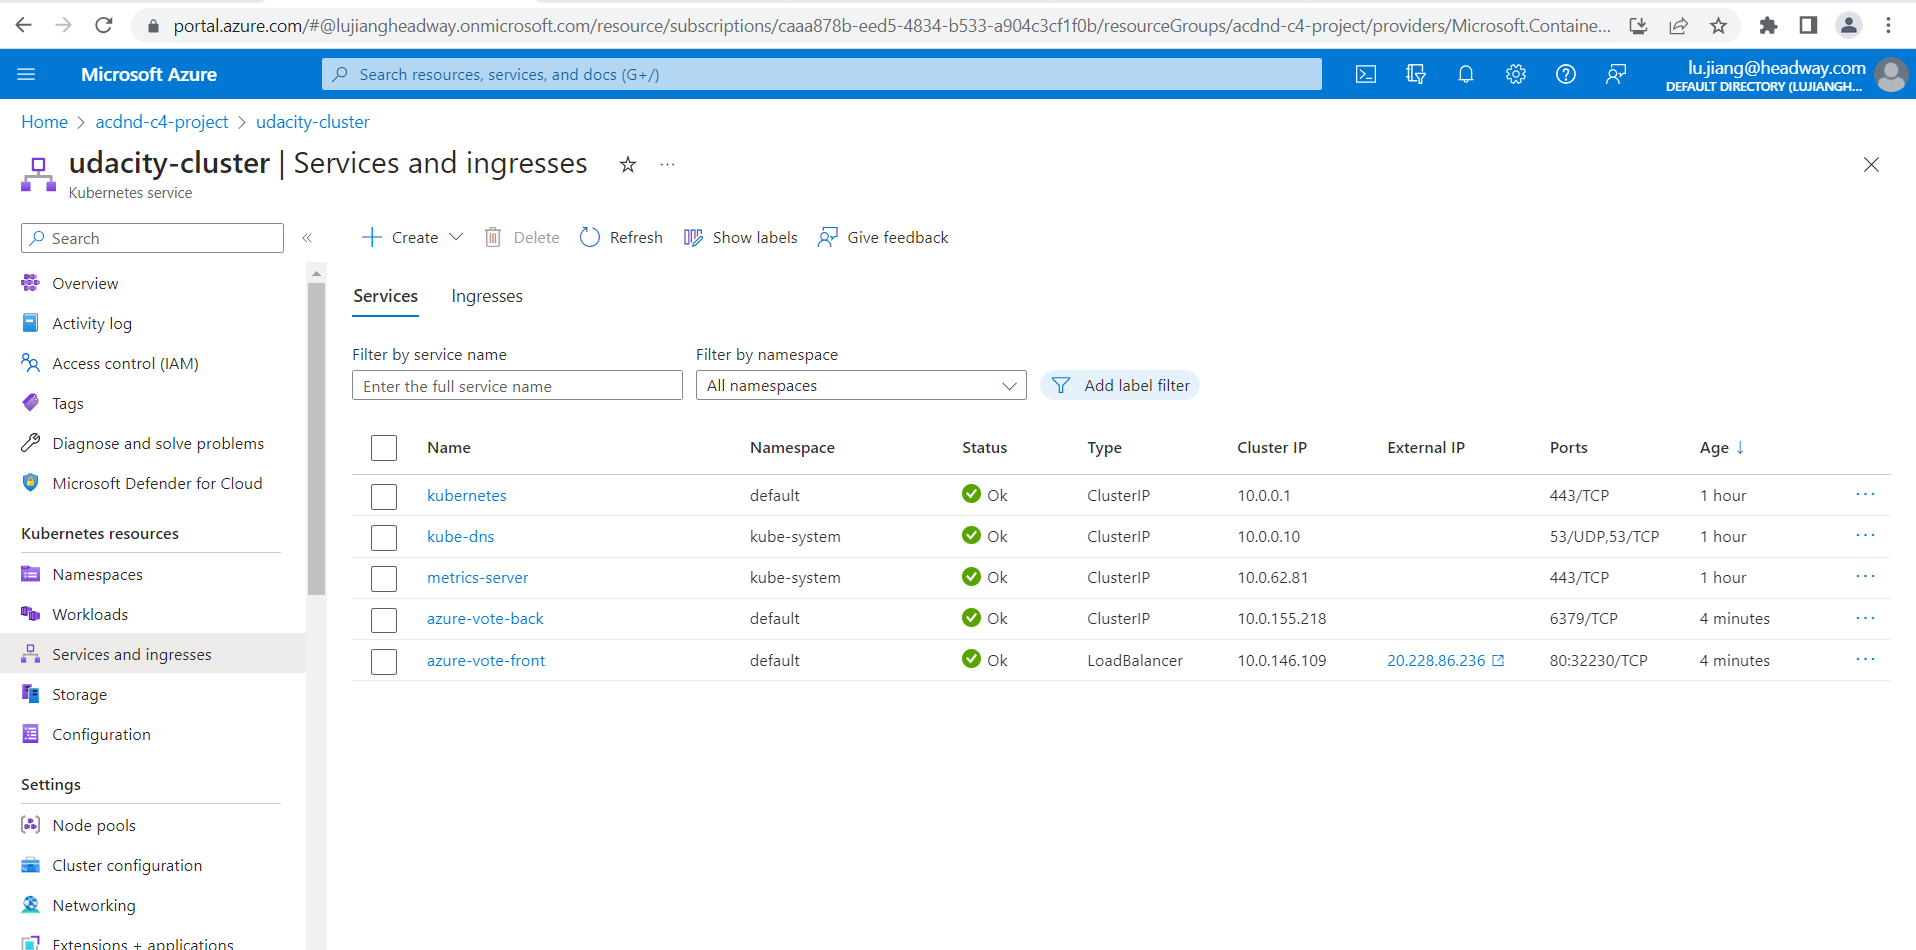 portal.azure.com/#@lujiangheadway.onmicrosoft.com/resource/subscriptions/caaa878b-eed5-4834-b533-a904c3cf1f0b/resourceGroups/acdnd-c4-project/providers/Microsoft.Containe...
Microsoft Azure
Search resources, services, and docs (G+/)
lu.jiang@headway.com
DEFAULT DIRECTORY (LUJIANGH...
Home > acdnd-c4-project > udacity-cluster
udacity-cluster | Services and ingresses
Kubernetes service
Search
Create
Delete
Refresh
Show labels
Give feedback
Overview
Activity log
Access control (IAM)
Tags
Diagnose and solve problems
Microsoft Defender for Cloud
Kubernetes resources
Namespaces
Workloads
Services and ingresses
Storage
Configuration
Settings
Node pools
Cluster configuration
Networking
Extensions + applications
Services Ingresses
Filter by service name Filter by namespace
Enter the full service name All namespaces Add label filter
Name Namespace Status Type Cluster IP External IP Ports Age ↓
kubernetes default Ok ClusterIP 10.0.0.1 443/TCP 1 hour
kube-dns kube-system Ok ClusterIP 10.0.0.10 53/UDP,53/TCP 1 hour
metrics-server kube-system Ok ClusterIP 10.0.62.81 443/TCP 1 hour
azure-vote-back default Ok ClusterIP 10.0.155.218 6379/TCP 4 minutes
azure-vote-front default Ok LoadBalancer 10.0.146.109 20.228.86.236 80:32230/TCP 4 minutes